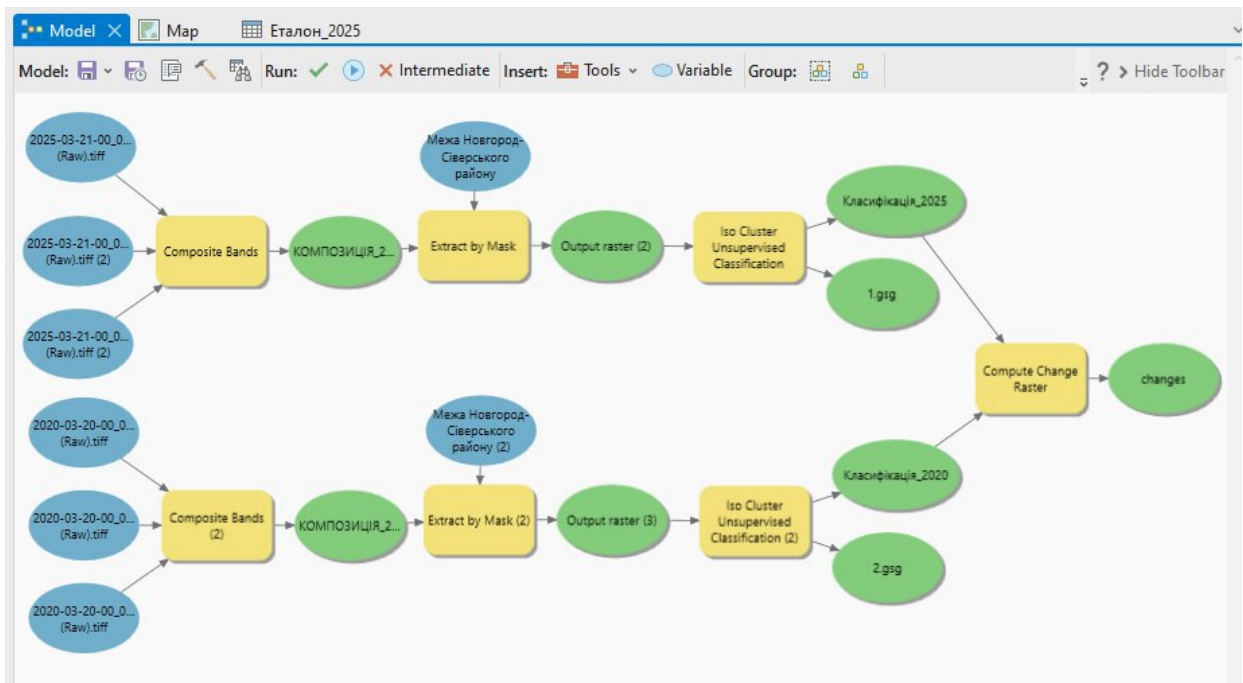 Model
Map
Еталон_2025
Model:
Run:
Intermediate
Insert:
Tools
Variable
Group:
?
Hide Toolbar
2025-03-21-00_0...
(Raw).tiff
2025-03-21-00_0...
(Raw).tiff (2)
2025-03-21-00_0...
(Raw).tiff (2)
Composite Bands
КОМПОЗИЦІЯ_2...
Межа Новгород-
Сіверського
району
Extract by Mask
Output raster (2)
Iso Cluster
Unsupervised
Classification
Класифікація_2025
1.gsg
Compute Change
Raster
changes
2020-03-20-00_0...
(Raw).tiff
2020-03-20-00_0...
(Raw).tiff
2020-03-20-00_0...
(Raw).tiff
Composite Bands
(2)
КОМПОЗИЦІЯ_2...
Межа Новгород-
Сіверського
району (2)
Extract by Mask (2)
Output raster (3)
Iso Cluster
Unsupervised
Classification (2)
Класифікація_2020
2.gsg